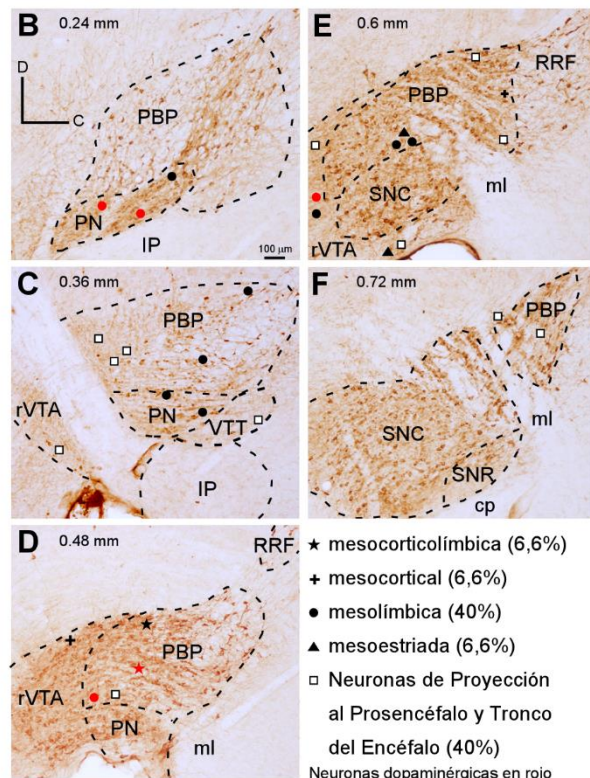 B
0.24 mm
D
C
PBP
PN
IP
100 µm
C
0.36 mm
PBP
rVTA
PN
VTT
IP
D
0.48 mm
RRF
PBP
rVTA
PN
ml
E
0.6 mm
RRF
PBP
SNC
ml
rVTA
F
0.72 mm
PBP
SNC
ml
SNR
cp
mesocorticolímbica (6,6%)
mesocortical (6,6%)
mesolímbica (40%)
mesoestriada (6,6%)
Neuronas de Proyección
al Prosencéfalo y Tronco
del Encéfalo (40%)
Neuronas dopaminérgicas en rojo